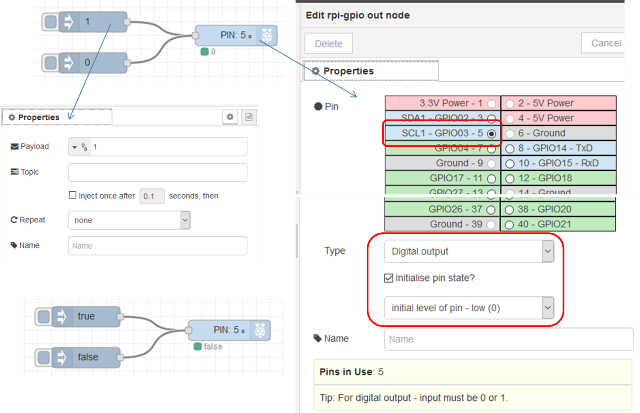 1
PIN: 5
0
0
Properties
Payload
1
Topic
Inject once after 0.1 seconds, then
Repeat none
Name Name
true
PIN: 5
false
false
Edit rpi-gpio out node
Delete Cancel
Properties
Pin
3.3V Power - 1 2 - 5V Power
SDA1 - GPIO02 - 3 4 - 5V Power
SCL1 - GPIO03 - 5 6 - Ground
GPIO04 - 7 8 - GPIO14 - TxD
Ground - 9 10 - GPIO15 - RxD
GPIO17 - 11 12 - GPIO18
GPIO27 - 13 14 - Ground
GPIO26 - 37 38 - GPIO20
Ground - 39 40 - GPIO21
Type Digital output
Initialise pin state?
initial level of pin - low (0)
Name Name
Pins in Use: 5
Tip: For digital output - input must be 0 or 1.